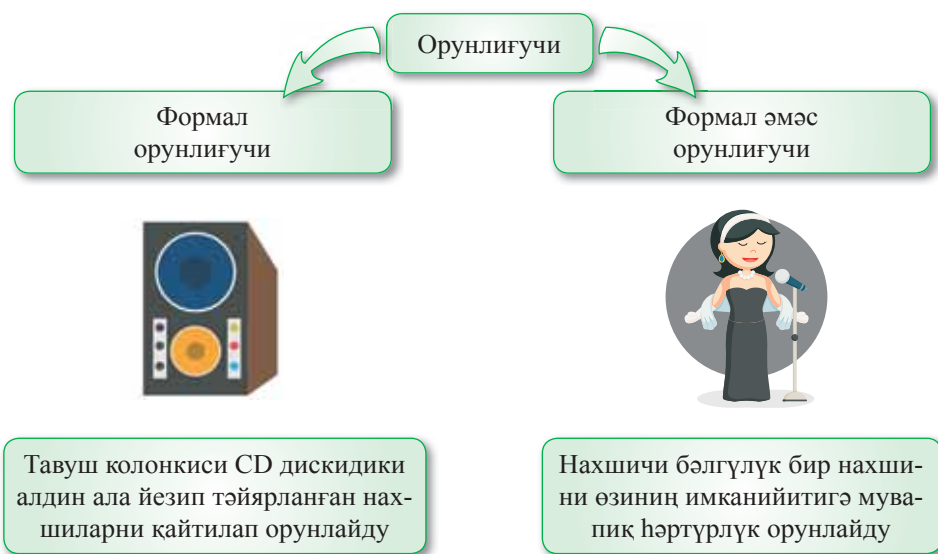 Орунлиғучи
Формал
орунлиғучи
Формал әмәс
орунлиғучи
Тавуш колонкиси CD дискидики
алдин ала йезип тәйярланған нах-
шиларни қайтилап орунлайду
Нахшичи бәлгүлүк бир нахши-
ни өзиниң имканийитигә мува-
пиқ һәртүрлүк орунлайду